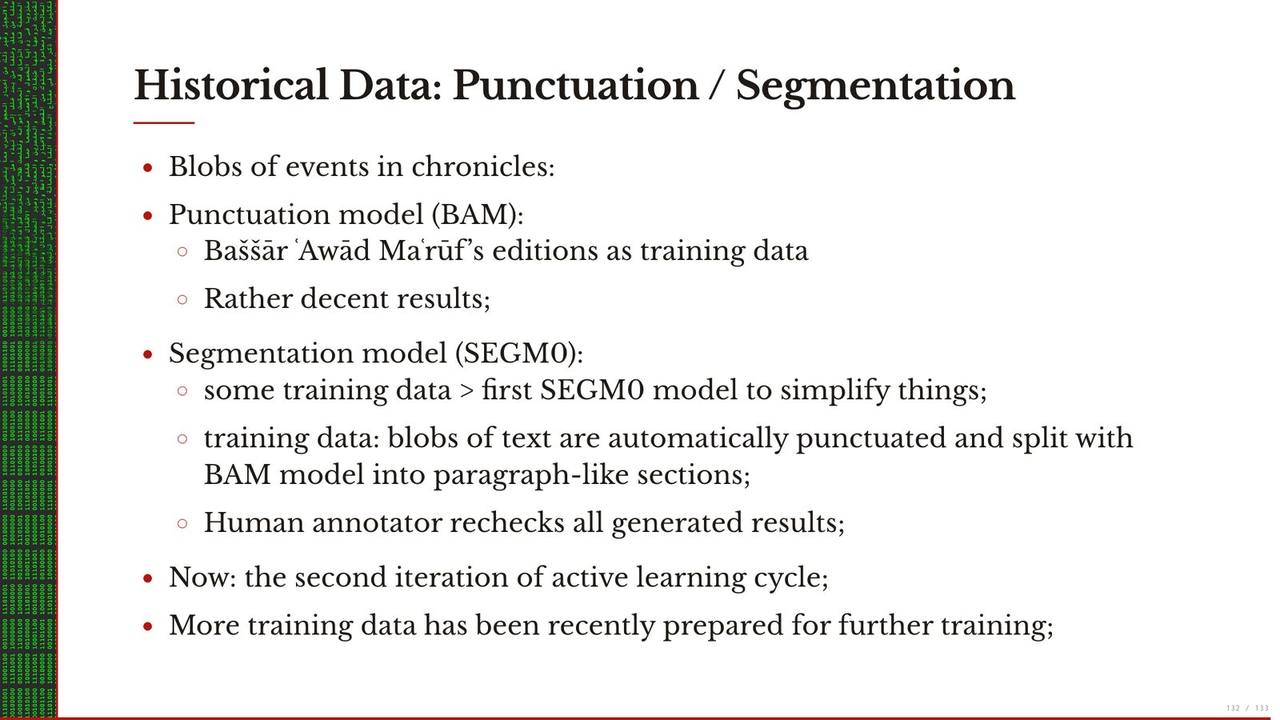 Historical Data: Punctuation / Segmentation
• Blobs of events in chronicles:
• Punctuation model (BAM):
○ Baššār ʿAwād Maʿrūf’s editions as training data
○ Rather decent results;
• Segmentation model (SEGM0):
○ some training data > first SEGM0 model to simplify things;
○ training data: blobs of text are automatically punctuated and split with
BAM model into paragraph-like sections;
○ Human annotator rechecks all generated results;
• Now: the second iteration of active learning cycle;
• More training data has been recently prepared for further training;
132 / 133